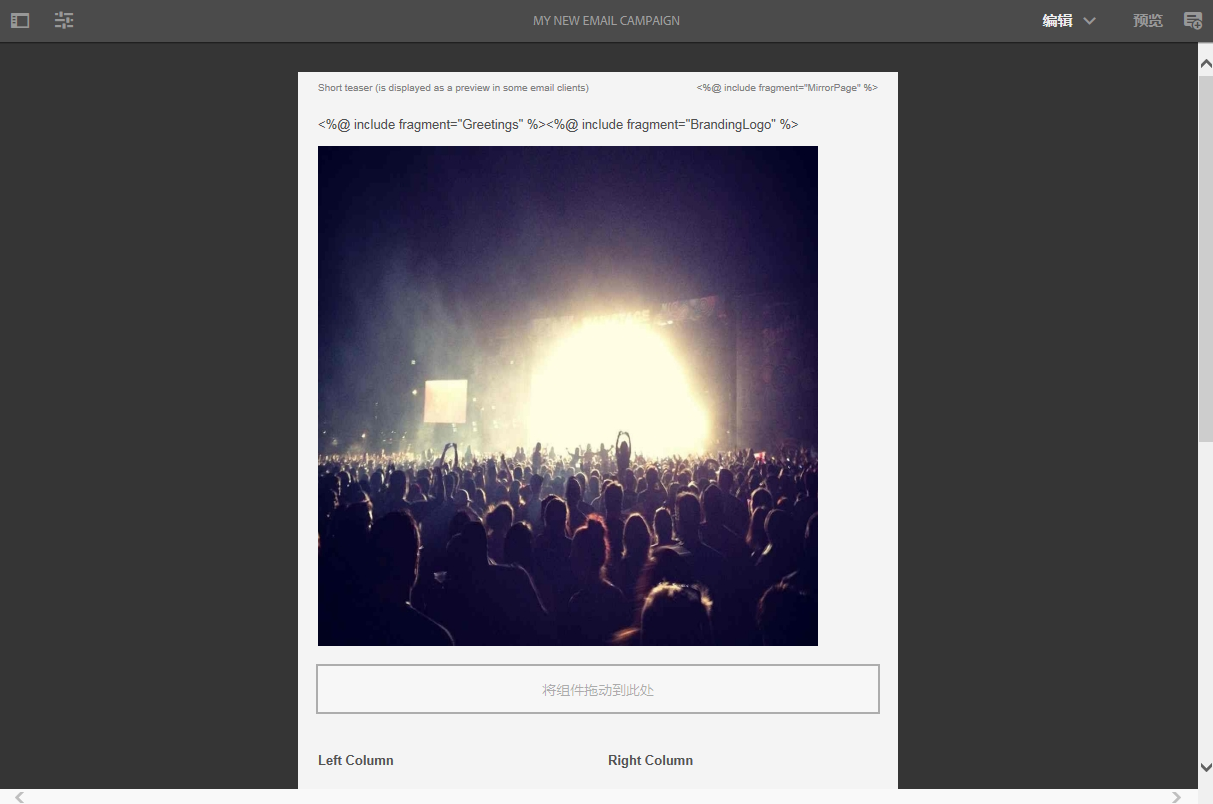 MY NEW EMAIL CAMPAIGN
编辑
预览
Short teaser (is displayed as a preview in some email clients)
<%@ include fragment="MirrorPage" %>
<%@ include fragment="Greetings" %><%@ include fragment="BrandingLogo" %>
将组件拖动到此处
Left Column
Right Column